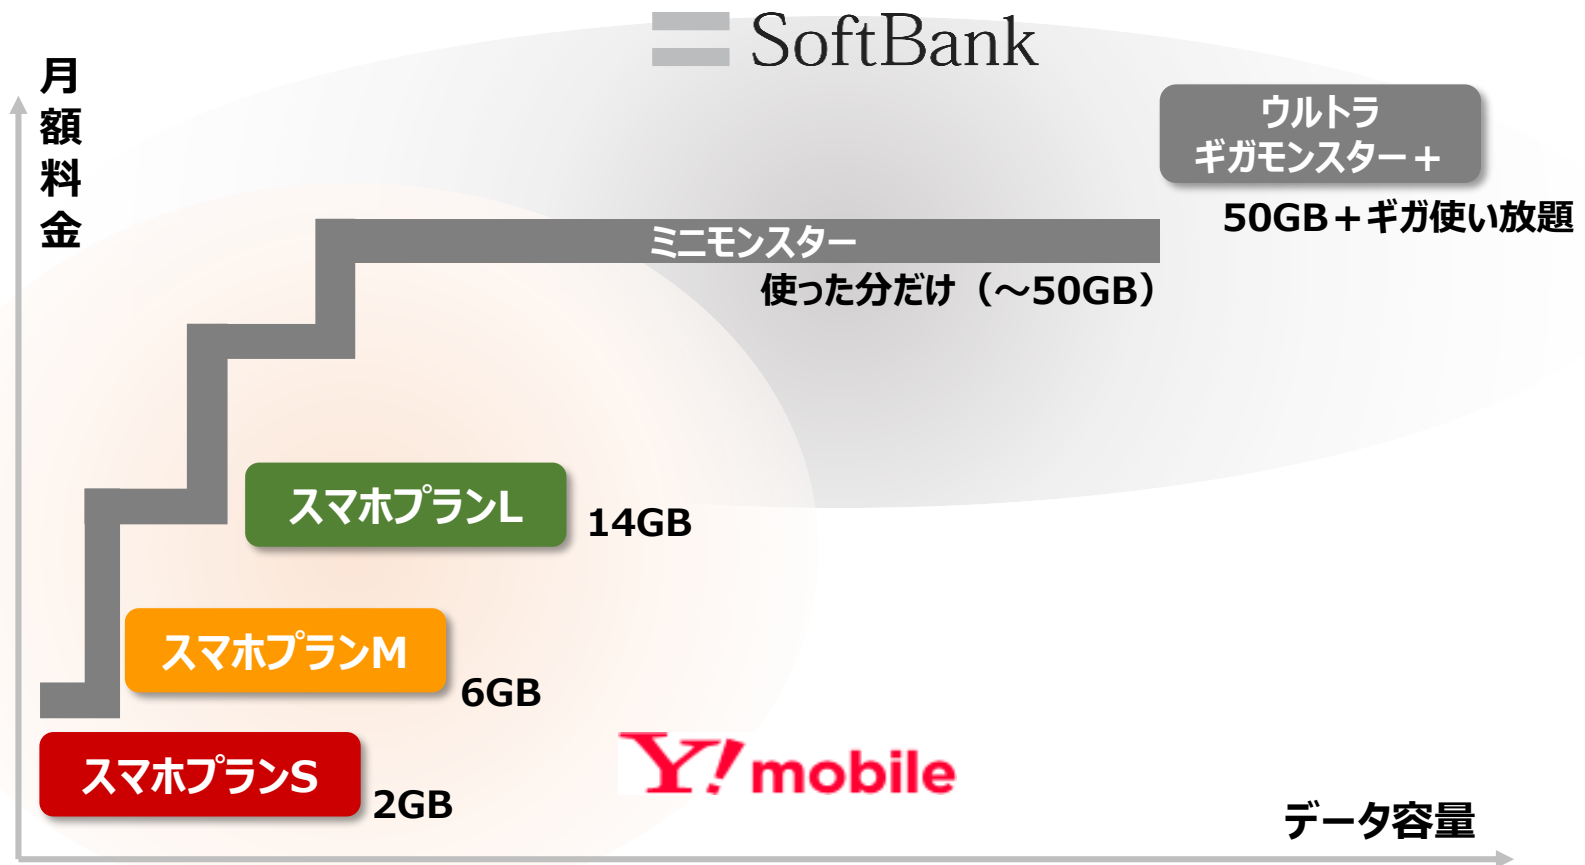 SoftBank
月額料金
ウルトラ
ギガモンスター＋
50GB＋ギガ使い放題
ミニモンスター
使った分だけ（～50GB）
スマホプランL
14GB
スマホプランM
6GB
スマホプランS
2GB
Y!mobile
データ容量